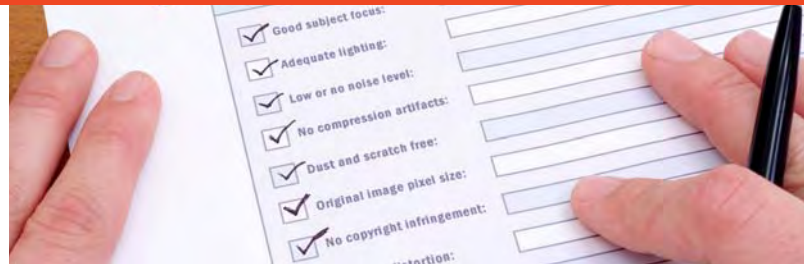 Good subject focus:
Adequate lighting:
Low or no noise level:
No compression artifacts:
Dust and scratch free:
Original image pixel size:
No copyright infringement: